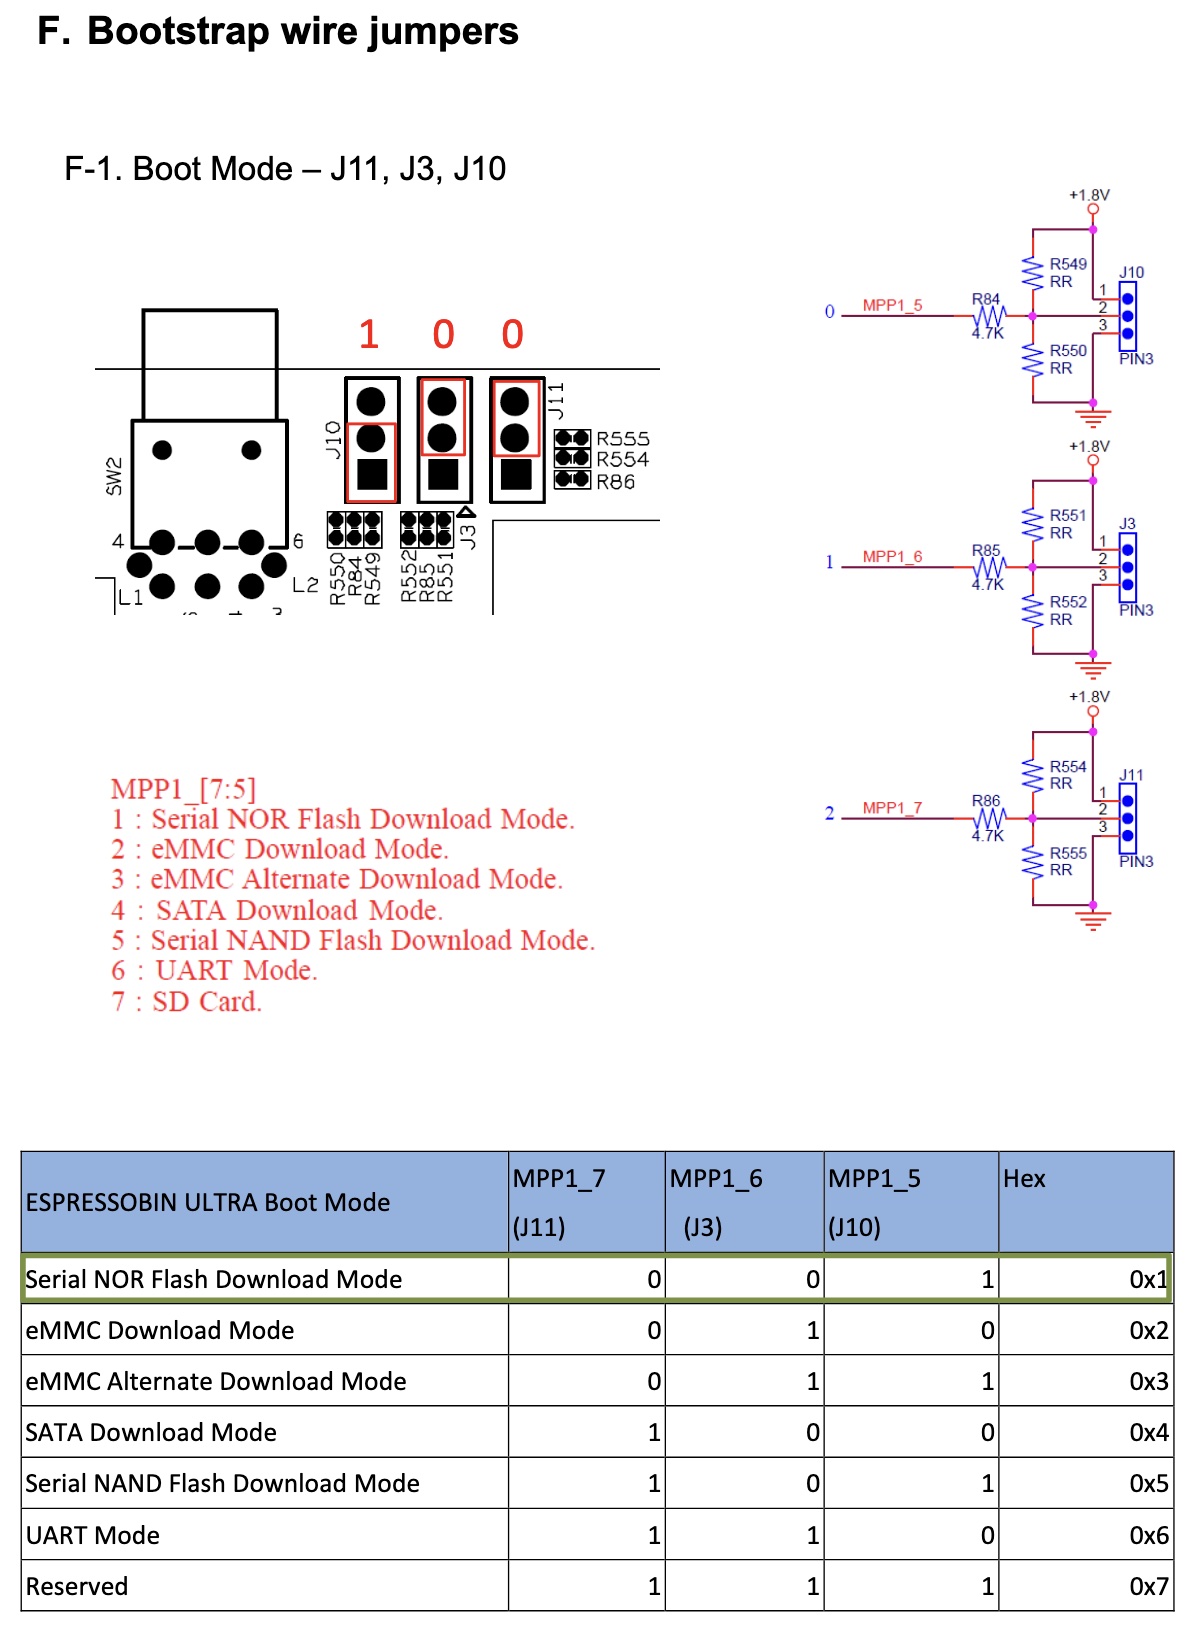 F. Bootstrap wire jumpers
F-1. Boot Mode – J11, J3, J10
1 0 0
J10
J11
SW2
R555
R554
R86
4
6
J3
R550
R84
R549
R552
R85
R551
L1
L2
+1.8V
R549
RR
J10
0
MPP1_5
R84
4.7K
1
2
3
R550
RR
PIN3
+1.8V
R551
RR
J3
1
MPP1_6
R85
4.7K
1
2
3
R552
RR
PIN3
+1.8V
R554
RR
J11
2
MPP1_7
R86
4.7K
1
2
3
R555
RR
PIN3
MPP1_[7:5]
1 : Serial NOR Flash Download Mode.
2 : eMMC Download Mode.
3 : eMMC Alternate Download Mode.
4 : SATA Download Mode.
5 : Serial NAND Flash Download Mode.
6 : UART Mode.
7 : SD Card.
ESPRESSOBIN ULTRA Boot Mode
MPP1_7
(J11)
MPP1_6
(J3)
MPP1_5
(J10)
Hex
Serial NOR Flash Download Mode 0 0 1 0x1
eMMC Download Mode 0 1 0 0x2
eMMC Alternate Download Mode 0 1 1 0x3
SATA Download Mode 1 0 0 0x4
Serial NAND Flash Download Mode 1 0 1 0x5
UART Mode 1 1 0 0x6
Reserved 1 1 1 0x7